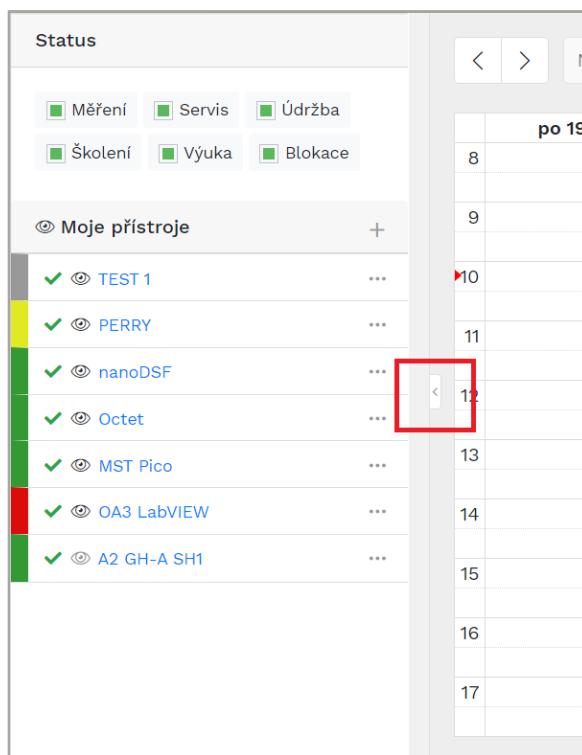 Status
Měření Servis Údržba
Školení Výuka Blokace
Moje přístroje
TEST 1
PERRY
nanoDSF
Octet
MST Pico
OA3 LabVIEW
A2 GH-A SH1
po 19
8
9
10
11
12
13
14
15
16
17